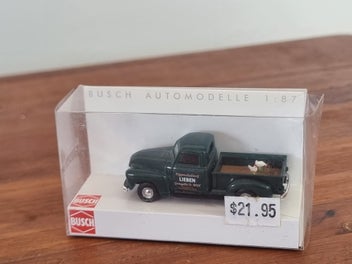 BUSCH AUTOMODELLE 1:87
LIEBEN
BUSCH
BUSCH
$21.95